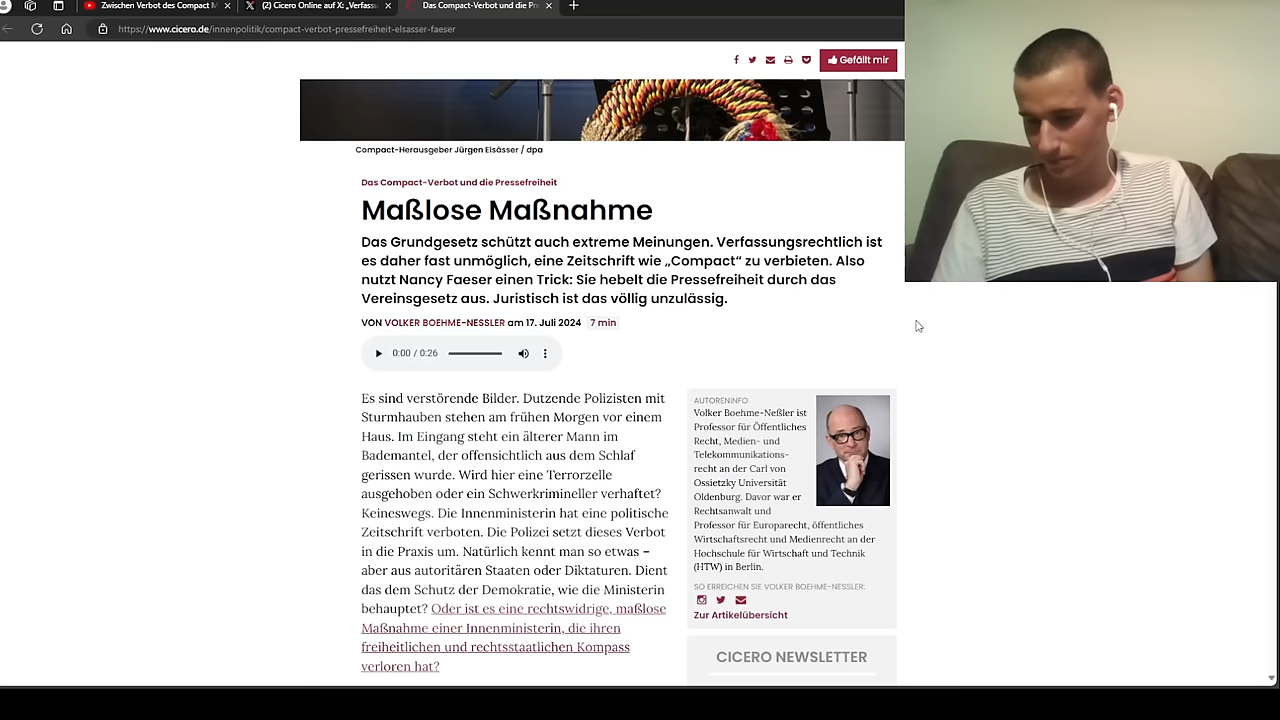 Zwischen Verbot des Compact M
(2) Cicero Online auf X: „Verfass
Das Compact-Verbot und die Pr
https://www.cicero.de/innenpolitik/compact-verbot-pressefreiheit-elsasser-faeser
Gefällt mir
Compact-Herausgeber Jürgen Elsässer / dpa
Das Compact-Verbot und die Pressefreiheit
Maßlose Maßnahme
Das Grundgesetz schützt auch extreme Meinungen. Verfassungsrechtlich ist
es daher fast unmöglich, eine Zeitschrift wie „Compact“ zu verbieten. Also
nutzt Nancy Faeser einen Trick: Sie hebelt die Pressefreiheit durch das
Vereinsgesetz aus. Juristisch ist das völlig unzulässig.
VON VOLKER BOEHME-NESSLER am 17. Juli 2024 7 min
0:00 / 0:26
Es sind verstörende Bilder. Dutzende Polizisten mit
Sturmhauben stehen am frühen Morgen vor einem
Haus. Im Eingang steht ein älterer Mann im
Bademantel, der offensichtlich aus dem Schlaf
gerissen wurde. Wird hier eine Terrorzelle
ausgehoben oder ein Schwerkrimineller verhaftet?
Keineswegs. Die Innenministerin hat eine politische
Zeitschrift verboten. Die Polizei setzt dieses Verbot
in die Praxis um. Natürlich kennt man so etwas –
aber aus autoritären Staaten oder Diktaturen. Dient
das dem Schutz der Demokratie, wie die Ministerin
behauptet? Oder ist es eine rechtswidrige, maßlose
Maßnahme einer Innenministerin, die ihren
freiheitlichen und rechtsstaatlichen Kompass
verloren hat?
AUTORENINFO
Volker Boehme-Neßler ist
Professor für Öffentliches
Recht, Medien- und
Telekommunikations-
recht an der Carl von
Ossietzky Universität
Oldenburg. Davor war er
Rechtsanwalt und
Professor für Europarecht, öffentliches
Wirtschaftsrecht und Medienrecht an der
Hochschule für Wirtschaft und Technik
(HTW) in Berlin.
SO ERREICHEN SIE VOLKER BOEHME-NESSLER:
Zur Artikelübersicht
CICERO NEWSLETTER